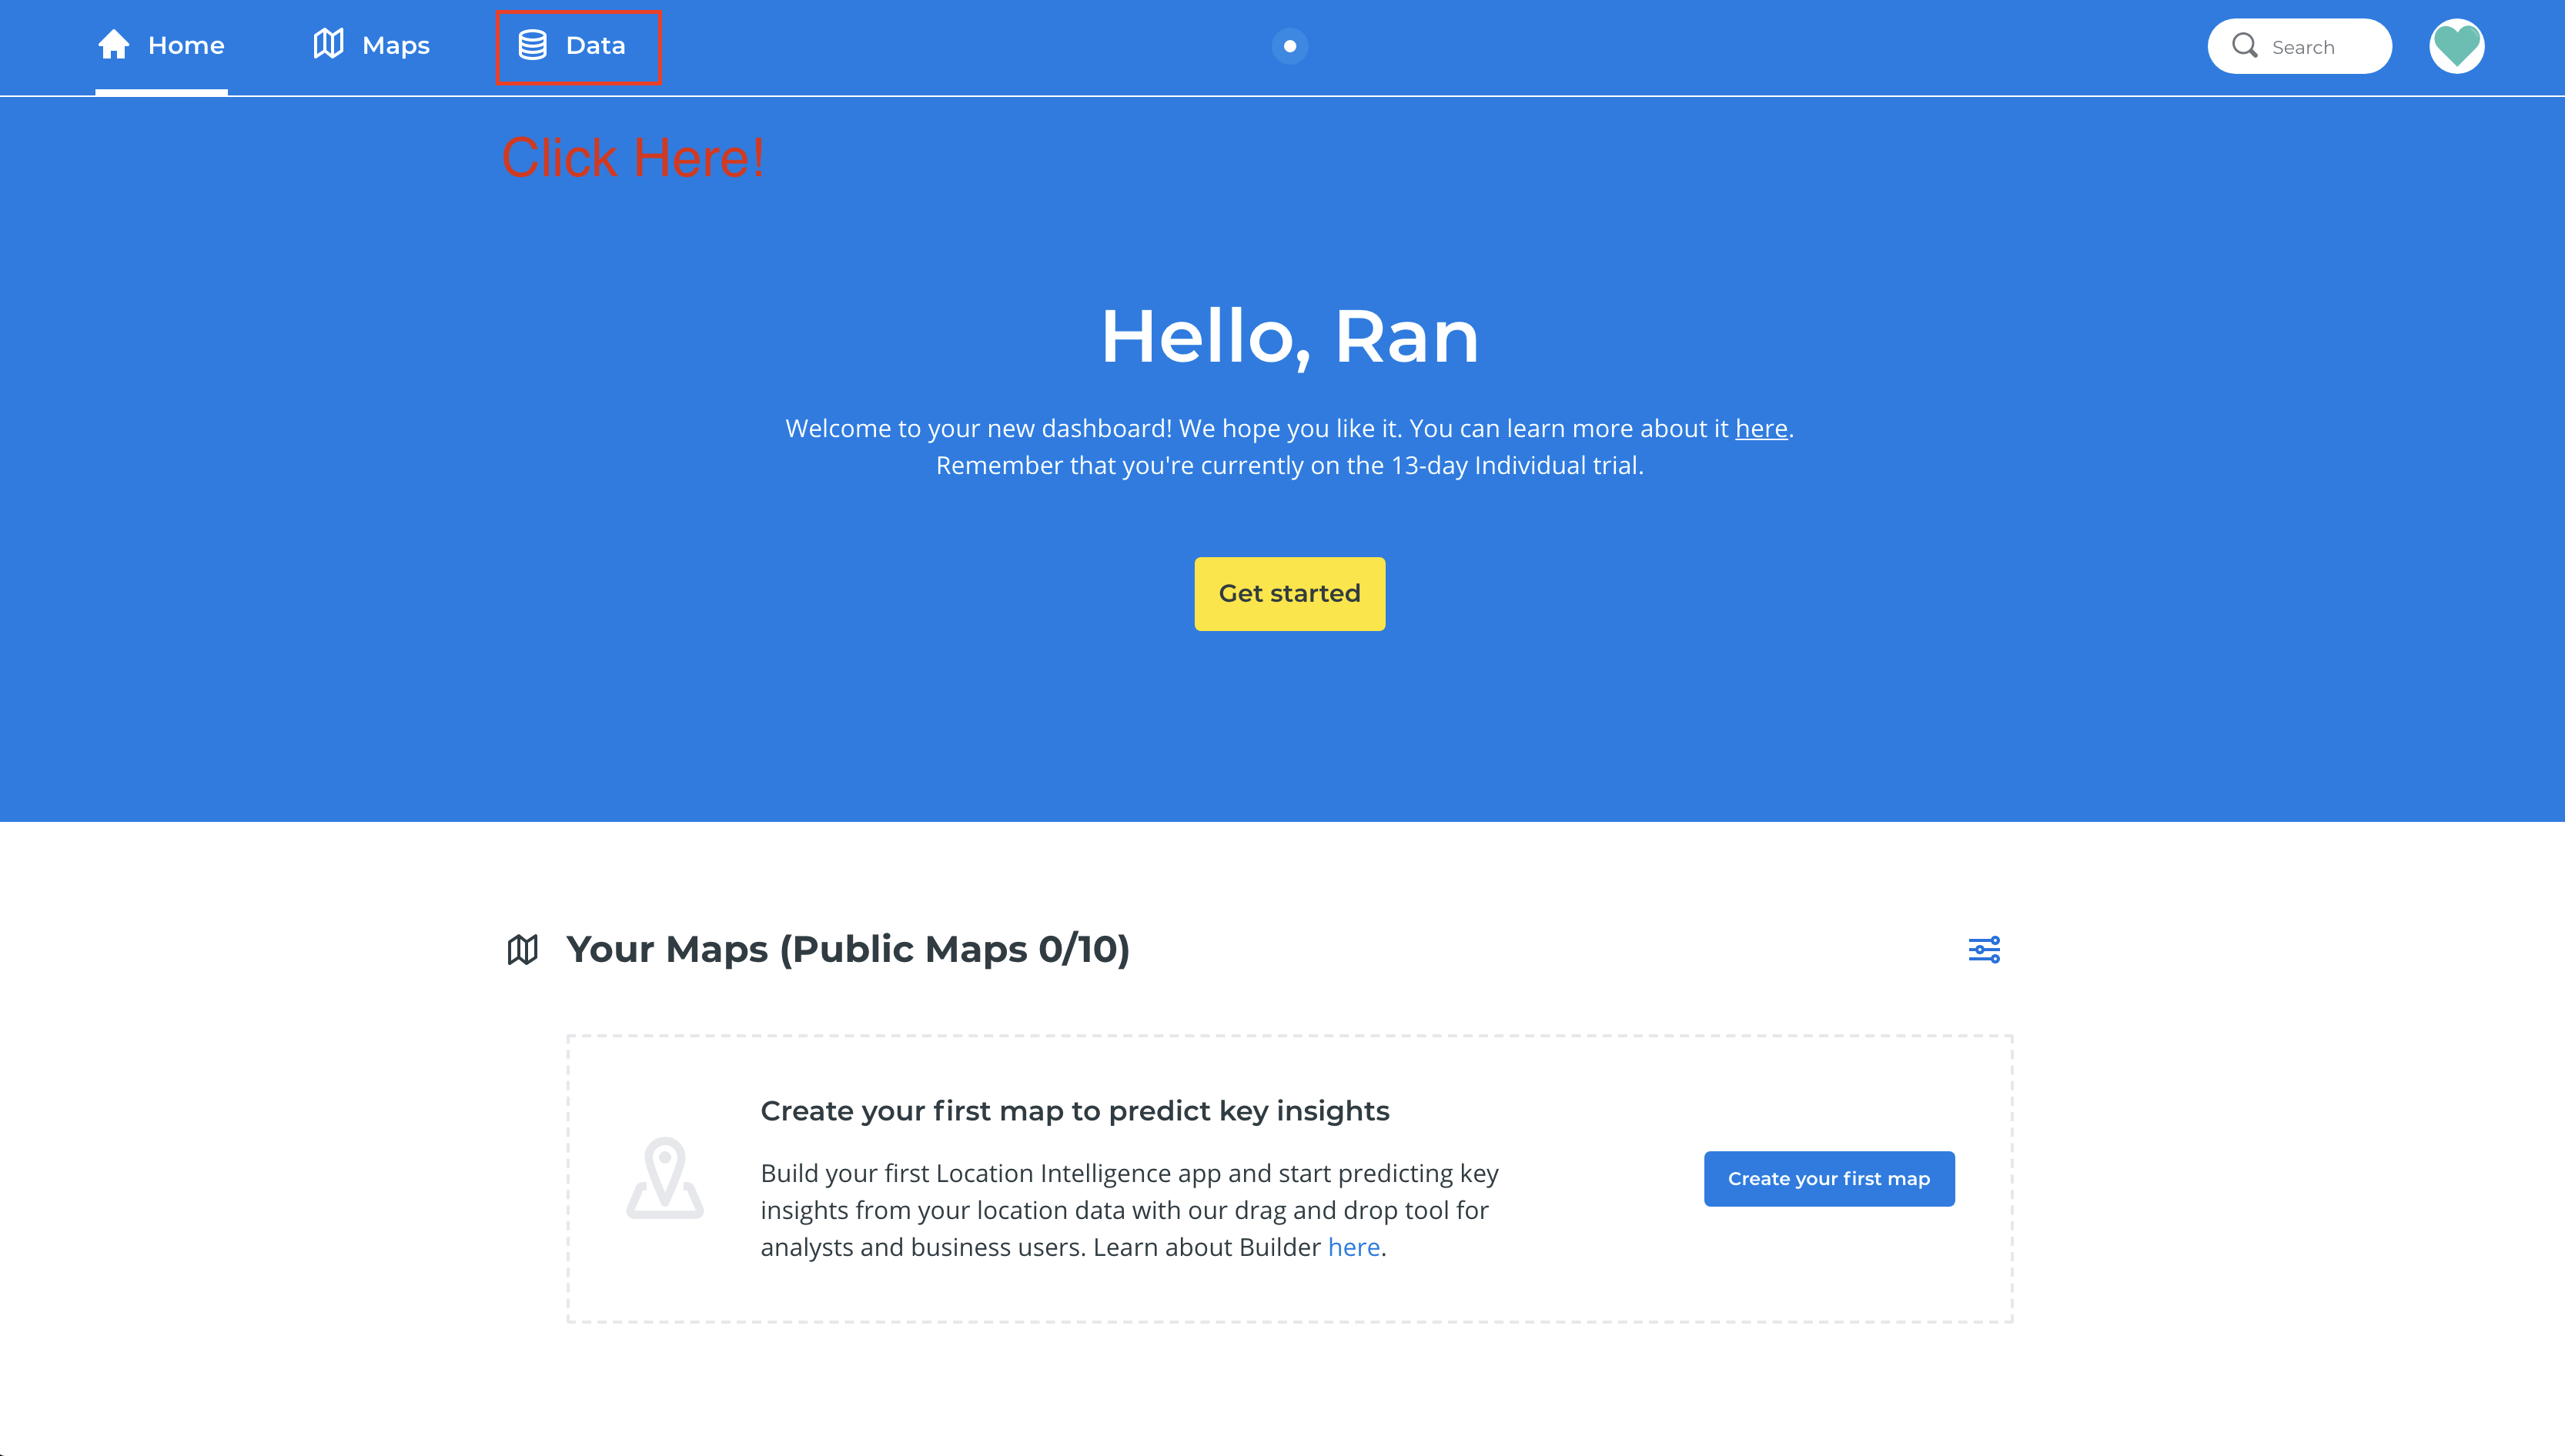 Home
Maps
Data
Search
Click Here!
Hello, Ran
Welcome to your new dashboard! We hope you like it. You can learn more about it here.
Remember that you're currently on the 13-day Individual trial.
Get started
Your Maps (Public Maps 0/10)
Create your first map to predict key insights
Build your first Location Intelligence app and start predicting key
insights from your location data with our drag and drop tool for
analysts and business users. Learn about Builder here.
Create your first map